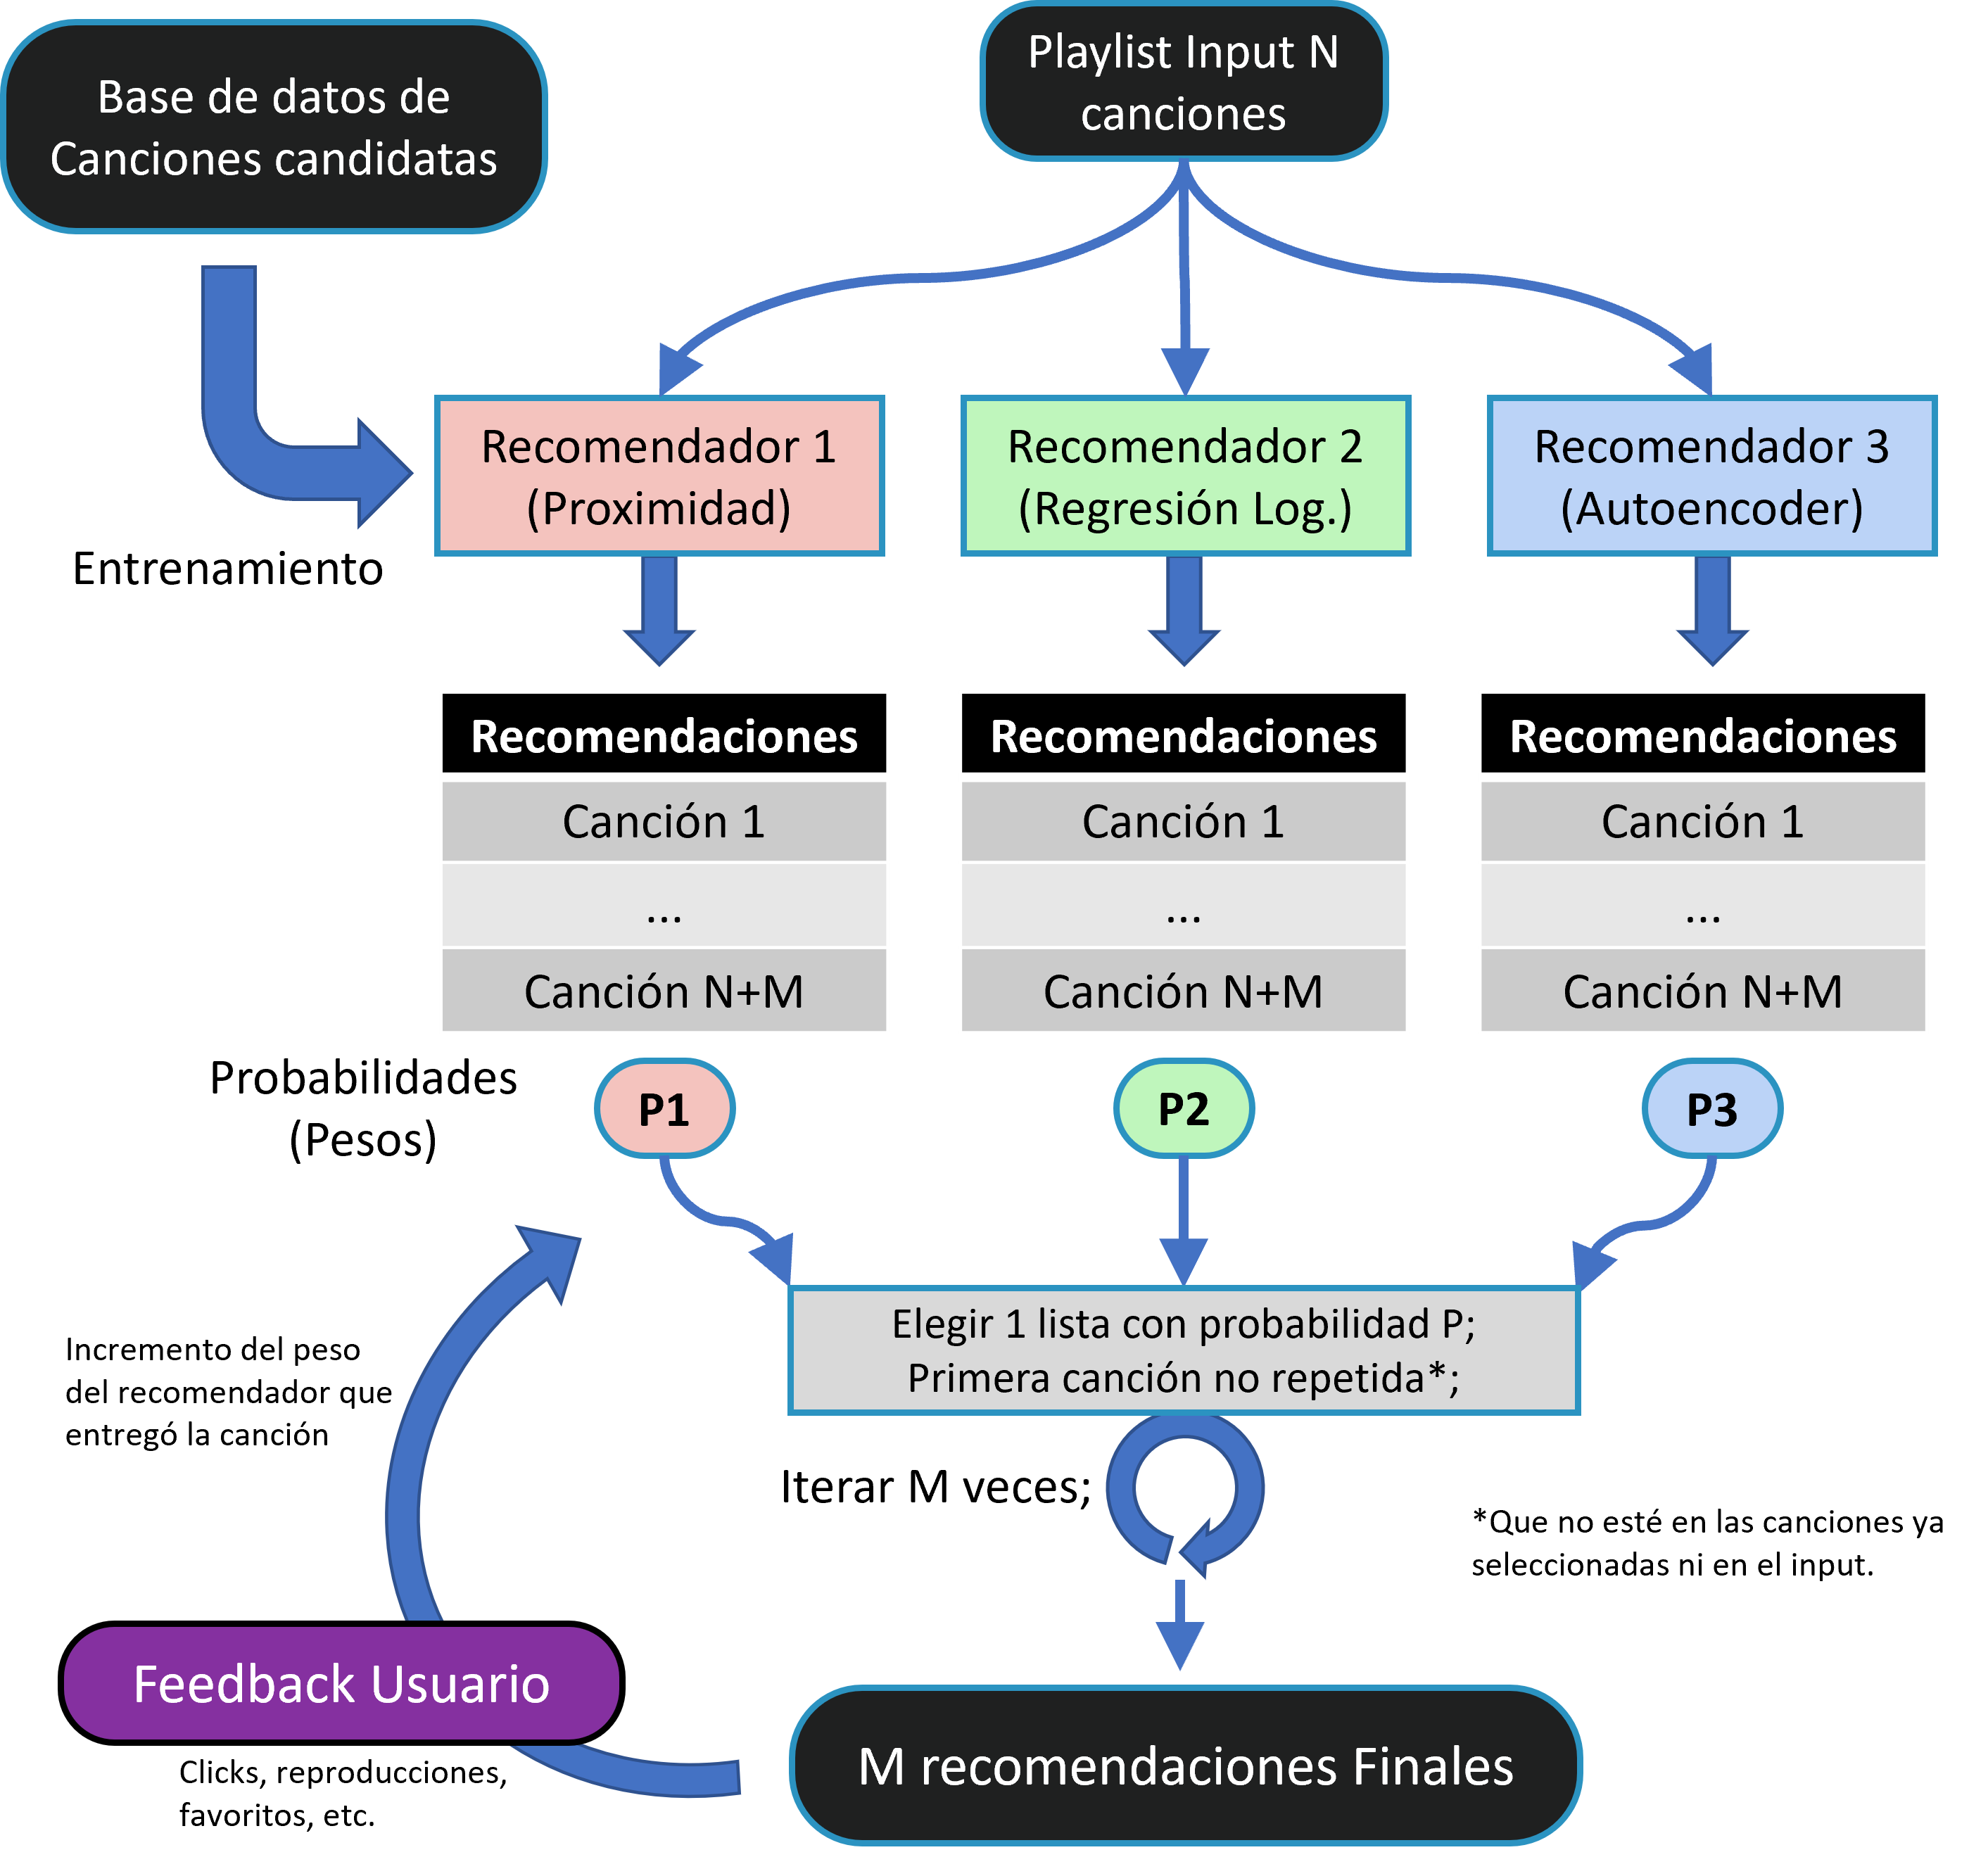 Base de datos de
Canciones candidatas
Playlist Input N
canciones
Entrenamiento
Recomendador 1
(Proximidad)
Recomendador 2
(Regresión Log.)
Recomendador 3
(Autoencoder)
Recomendaciones
Canción 1
...
Canción N+M
Recomendaciones
Canción 1
...
Canción N+M
Recomendaciones
Canción 1
...
Canción N+M
Probabilidades
(Pesos)
P1
P2
P3
Elegir 1 lista con probabilidad P;
Primera canción no repetida*;
Iterar M veces;
*Que no esté en las canciones ya
seleccionadas ni en el input.
Incremento del peso
del recomendador que
entregó la canción
Feedback Usuario
Clicks, reproducciones,
favoritos, etc.
M recomendaciones Finales